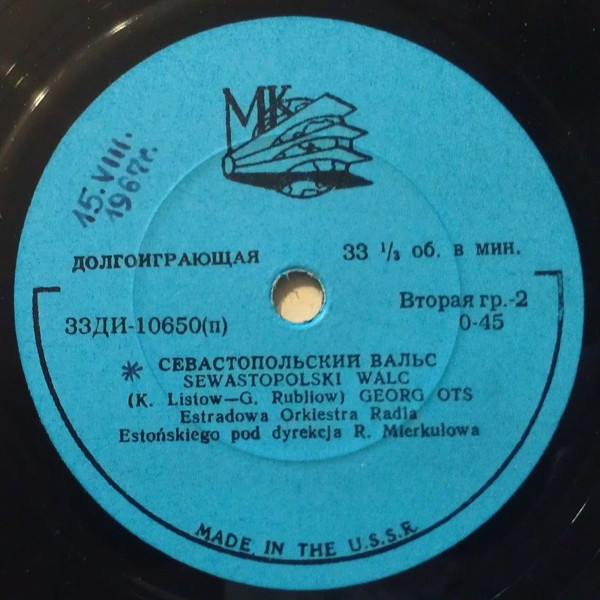 МК
15.VIII.
1967г.
ДОЛГОИГРАЮЩАЯ 33 1/3 об. в мин.
Вторая гр.-2
33ДИ-10650(п) 0-45
* СЕВАСТОПОЛЬСКИЙ ВАЛЬС
SEWASTOPOLSKI WALC
(K. Listow—G. Rubliow) GEORG OTS
Estradowa Orkiestra Radia
Estońskiego pod dyrekcja R. Mierkułowa
MADE IN THE U.S.S.R